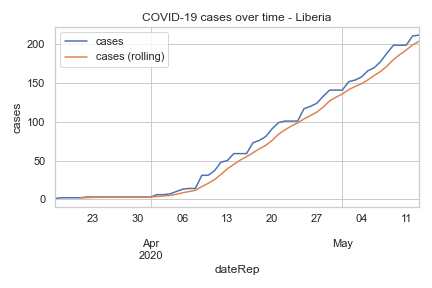 COVID-19 cases over time - Liberia
cases
cases (rolling)
cases
200
150
100
50
0
23 30 06 13 20 27 04 11
Apr May
2020
dateRep